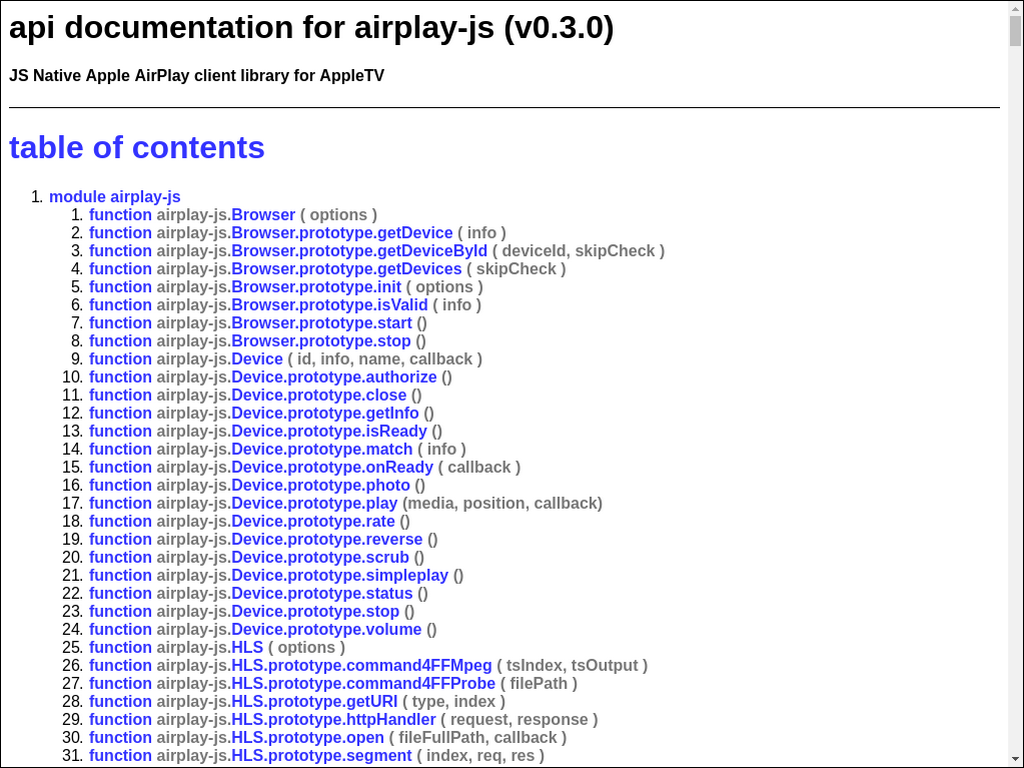 api documentation for airplay-js (v0.3.0)
JS Native Apple AirPlay client library for AppleTV
table of contents
1. module airplay-js
1. function airplay-js.Browser ( options )
2. function airplay-js.Browser.prototype.getDevice ( info )
3. function airplay-js.Browser.prototype.getDeviceById ( deviceId, skipCheck )
4. function airplay-js.Browser.prototype.getDevices ( skipCheck )
5. function airplay-js.Browser.prototype.init ( options )
6. function airplay-js.Browser.prototype.isValid ( info )
7. function airplay-js.Browser.prototype.start ()
8. function airplay-js.Browser.prototype.stop ()
9. function airplay-js.Device ( id, info, name, callback )
10. function airplay-js.Device.prototype.authorize ()
11. function airplay-js.Device.prototype.close ()
12. function airplay-js.Device.prototype.getInfo ()
13. function airplay-js.Device.prototype.isReady ()
14. function airplay-js.Device.prototype.match ( info )
15. function airplay-js.Device.prototype.onReady ( callback )
16. function airplay-js.Device.prototype.photo ()
17. function airplay-js.Device.prototype.play (media, position, callback)
18. function airplay-js.Device.prototype.rate ()
19. function airplay-js.Device.prototype.reverse ()
20. function airplay-js.Device.prototype.scrub ()
21. function airplay-js.Device.prototype.simpleplay ()
22. function airplay-js.Device.prototype.status ()
23. function airplay-js.Device.prototype.stop ()
24. function airplay-js.Device.prototype.volume ()
25. function airplay-js.HLS ( options )
26. function airplay-js.HLS.prototype.command4FFMpeg ( tsIndex, tsOutput )
27. function airplay-js.HLS.prototype.command4FFProbe ( filePath )
28. function airplay-js.HLS.prototype.getURI ( type, index )
29. function airplay-js.HLS.prototype.httpHandler ( request, response )
30. function airplay-js.HLS.prototype.open ( fileFullPath, callback )
31. function airplay-js.HLS.prototype.segment ( index, req, res )